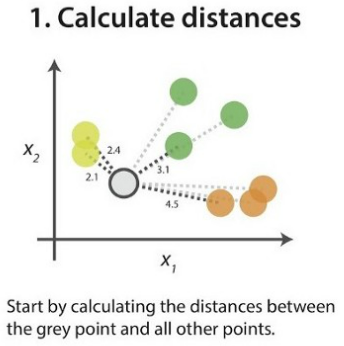 1. Calculate distances
X2
2.4
2.1
3.1
4.5
X1
Start by calculating the distances between
the grey point and all other points.